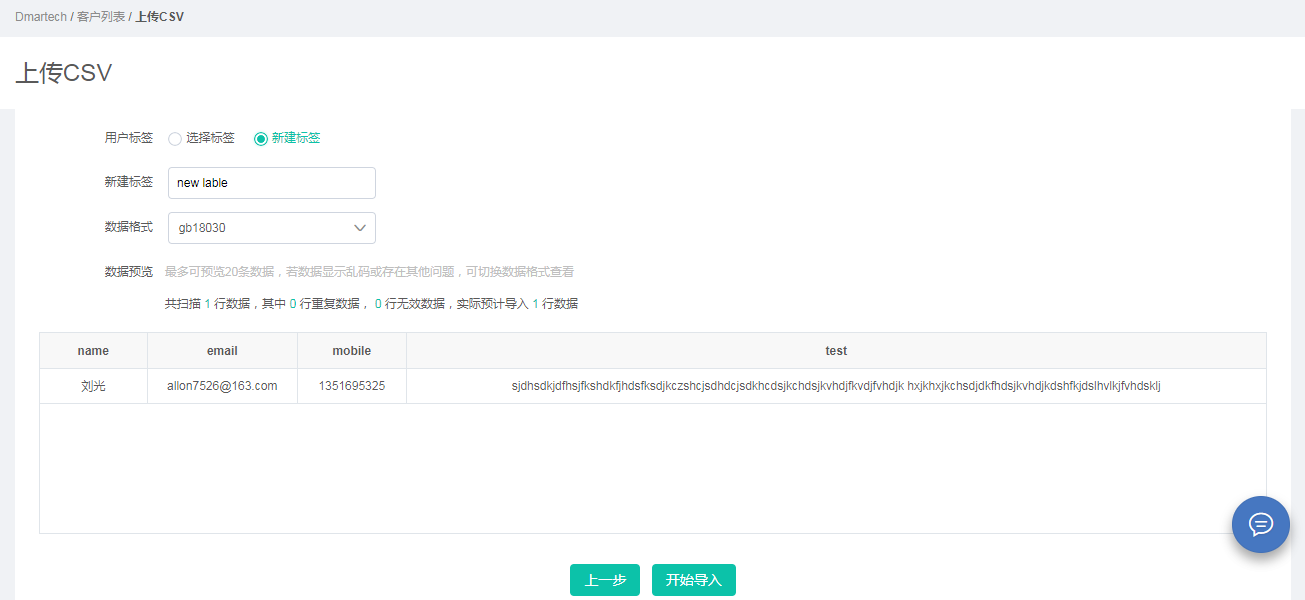 Dmartech / 客户列表 / 上传CSV
上传CSV
用户标签 选择标签 新建标签
新建标签 new lable
数据格式 gb18030
数据预览 最多可预览20条数据，若数据显示乱码或存在其他问题，可切换数据格式查看
共扫描 1 行数据，其中 0 行重复数据， 0 行无效数据，实际预计导入 1 行数据
name email mobile test
刘光 allon7526@163.com 1351695325 sjdhsdkjdfhsjfkshdkfjhdsfksdjkczshcjsdhdcjsdkhcdsjkchdsjkvhdjfkvdjfvhdjk hxjkhxjkchsdjdkfhdsjkvhdjkdshfkjdslhvlkjfvhdsklj
上一步 开始导入